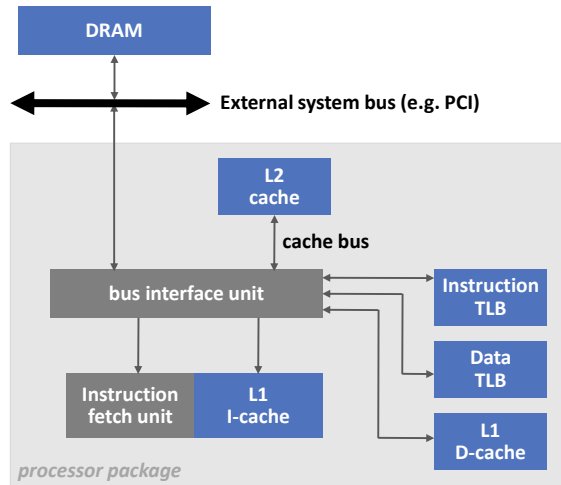 DRAM
External system bus (e.g. PCI)
L2
cache
cache bus
bus interface unit
Instruction
TLB
Data
TLB
Instruction
fetch unit
L1
I-cache
L1
D-cache
processor package